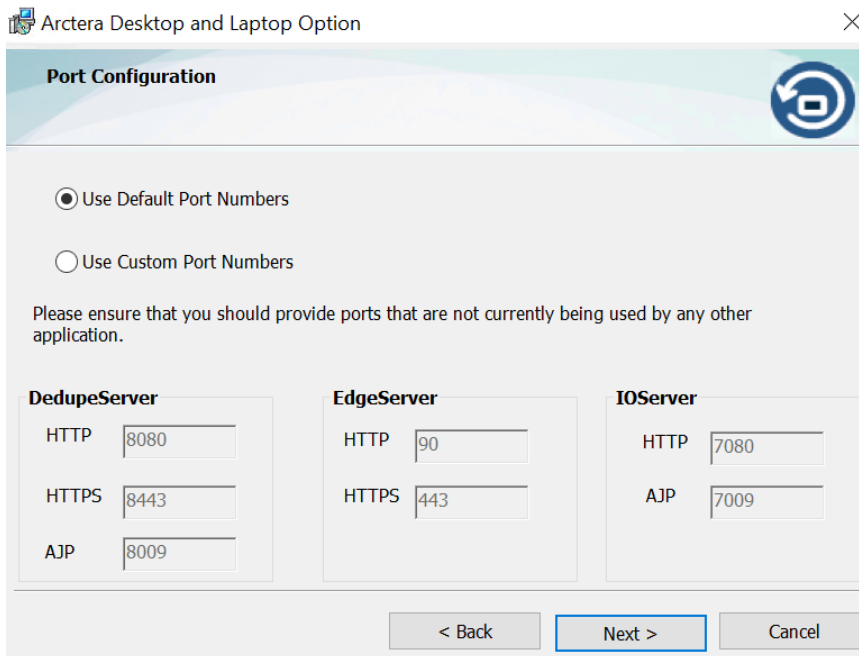 Arctera Desktop and Laptop Option
Port Configuration
Use Default Port Numbers
Use Custom Port Numbers
Please ensure that you should provide ports that are not currently being used by any other
application.
DedupeServer
HTTP 8080
HTTPS 8443
AJP 8009
EdgeServer
HTTP 90
HTTPS 443
IOServer
HTTP 7080
AJP 7009
< Back
Next >
Cancel